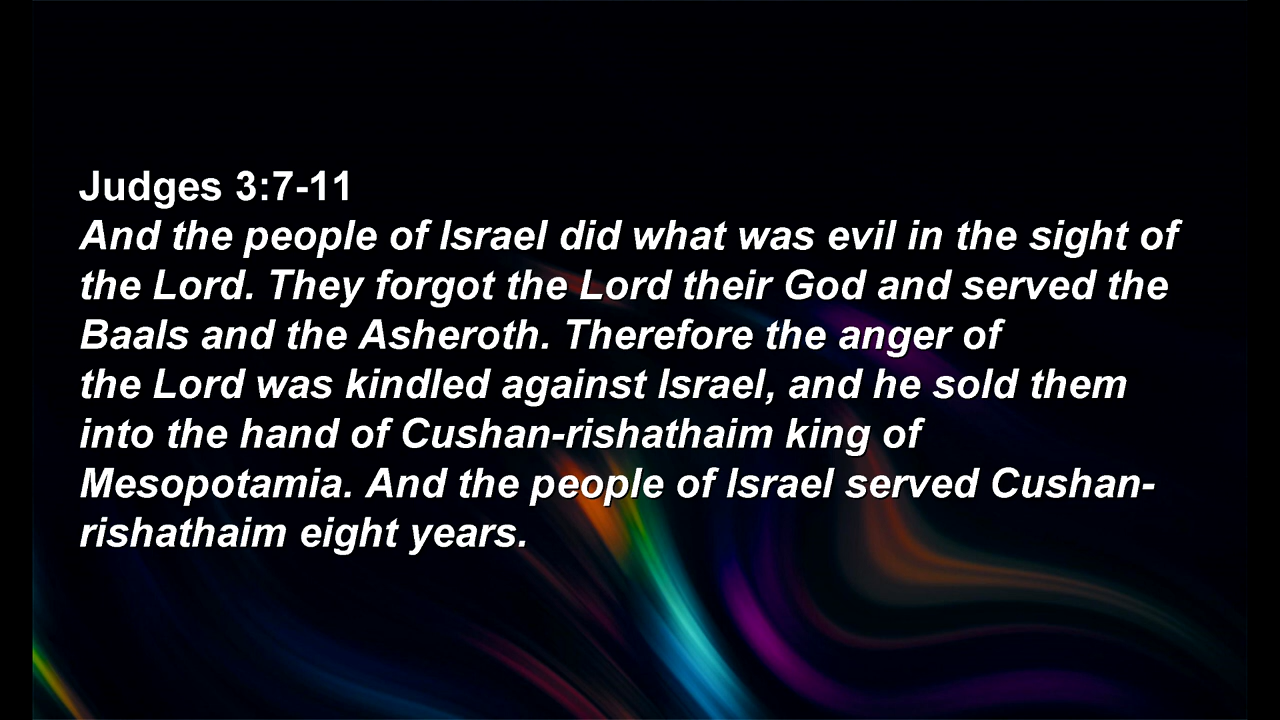 Judges 3:7-11
And the people of Israel did what was evil in the sight of
the Lord. They forgot the Lord their God and served the
Baals and the Asheroth. Therefore the anger of
the Lord was kindled against Israel, and he sold them
into the hand of Cushan-rishathaim king of
Mesopotamia. And the people of Israel served Cushan-
rishathaim eight years.